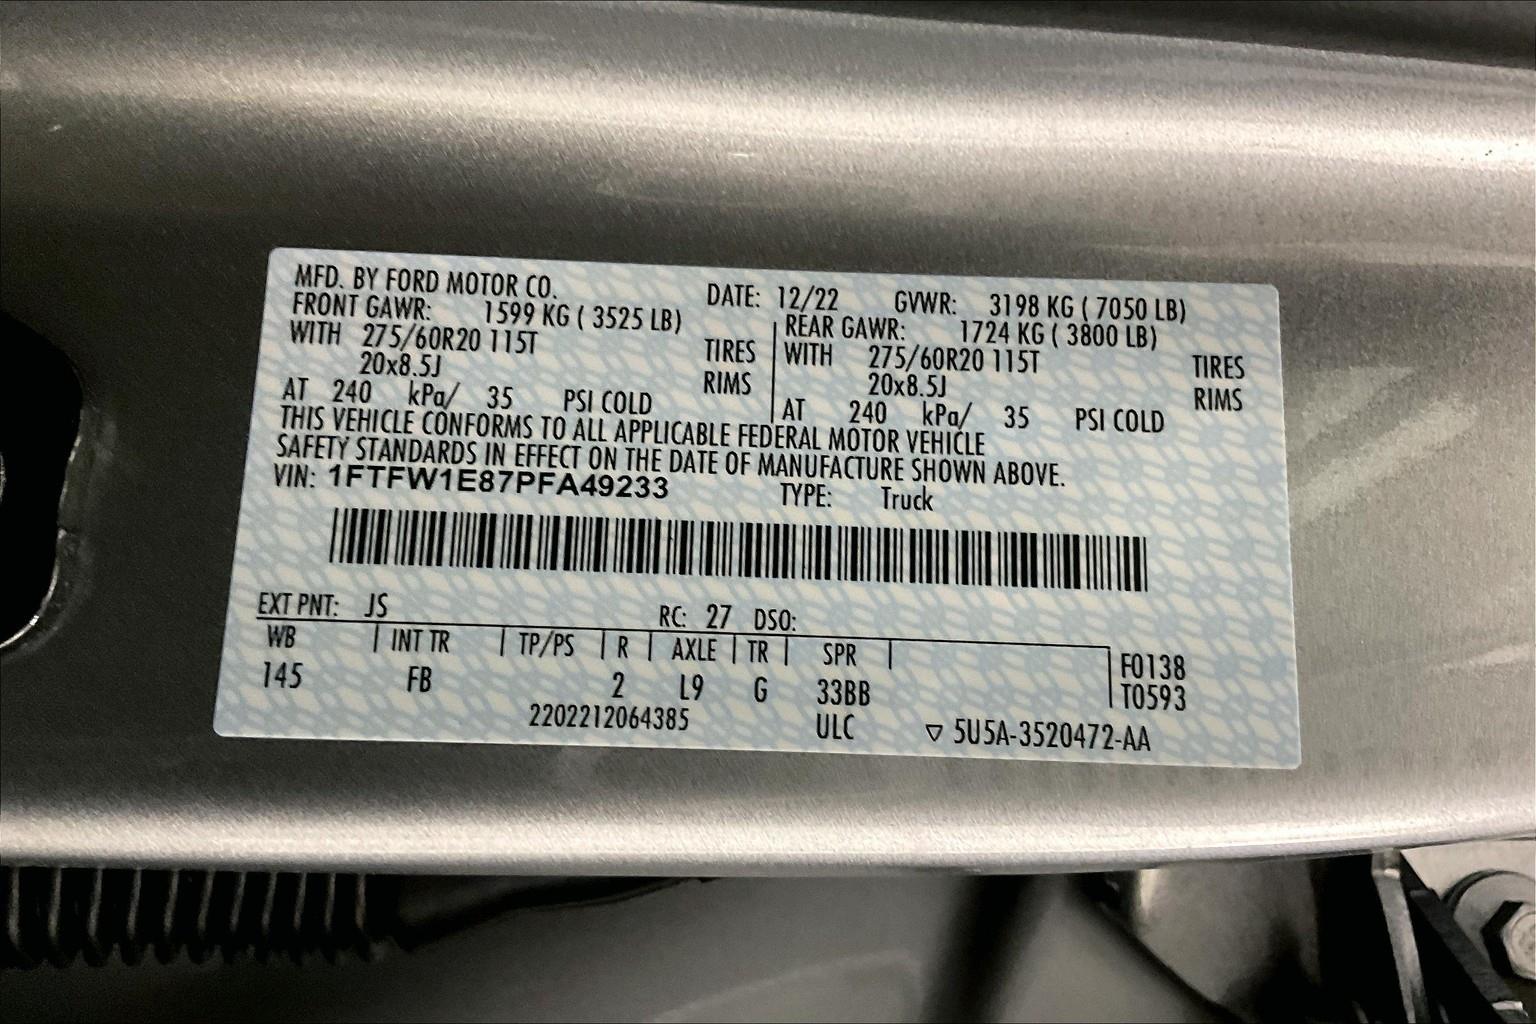 MFD. BY FORD MOTOR CO.
DATE: 12/22 GVWR: 3198 KG ( 7050 LB)
FRONT GAWR: 1599 KG ( 3525 LB)
WITH 275/60R20 115T TIRES
20x8.5J RIMS
AT 240 kPa/ 35 PSI COLD
REAR GAWR: 1724 KG ( 3800 LB)
WITH 275/60R20 115T TIRES
20x8.5J RIMS
AT 240 kPa/ 35 PSI COLD
THIS VEHICLE CONFORMS TO ALL APPLICABLE FEDERAL MOTOR VEHICLE
SAFETY STANDARDS IN EFFECT ON THE DATE OF MANUFACTURE SHOWN ABOVE.
VIN: 1FTFW1E87PFA49233 TYPE: Truck
EXT PNT: JS RC: 27 DSO:
WB | INT TR | TP/PS | R | AXLE | TR | SPR |
145 FB 2 L9 G 33BB
F0138
T0593
2202212064385 ULC ▽ 5U5A-3520472-AA